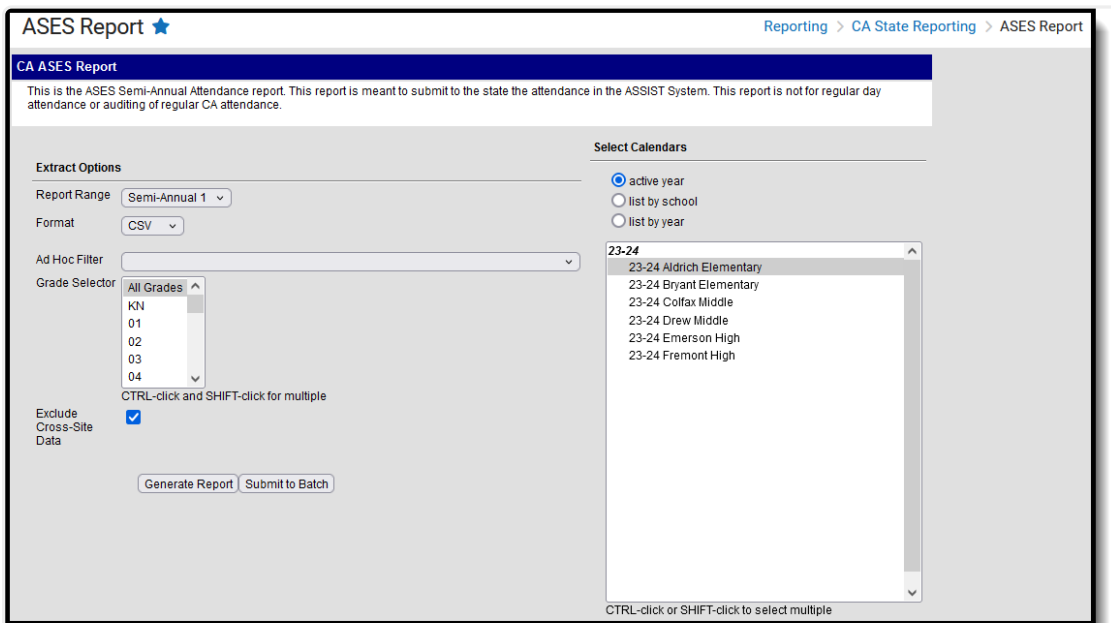 ASES Report
Reporting > CA State Reporting > ASES Report
CA ASES Report
This is the ASES Semi-Annual Attendance report. This report is meant to submit to the state the attendance in the ASSIST System. This report is not for regular day
attendance or auditing of regular CA attendance.
Extract Options
Report Range Semi-Annual 1
Format CSV
Ad Hoc Filter
Grade Selector All Grades
KN
01
02
03
04
CTRL-click and SHIFT-click for multiple
Exclude
Cross-Site
Data
Generate Report Submit to Batch
Select Calendars
active year
list by school
list by year
23-24
23-24 Aldrich Elementary
23-24 Bryant Elementary
23-24 Colfax Middle
23-24 Drew Middle
23-24 Emerson High
23-24 Fremont High
CTRL-click or SHIFT-click to select multiple